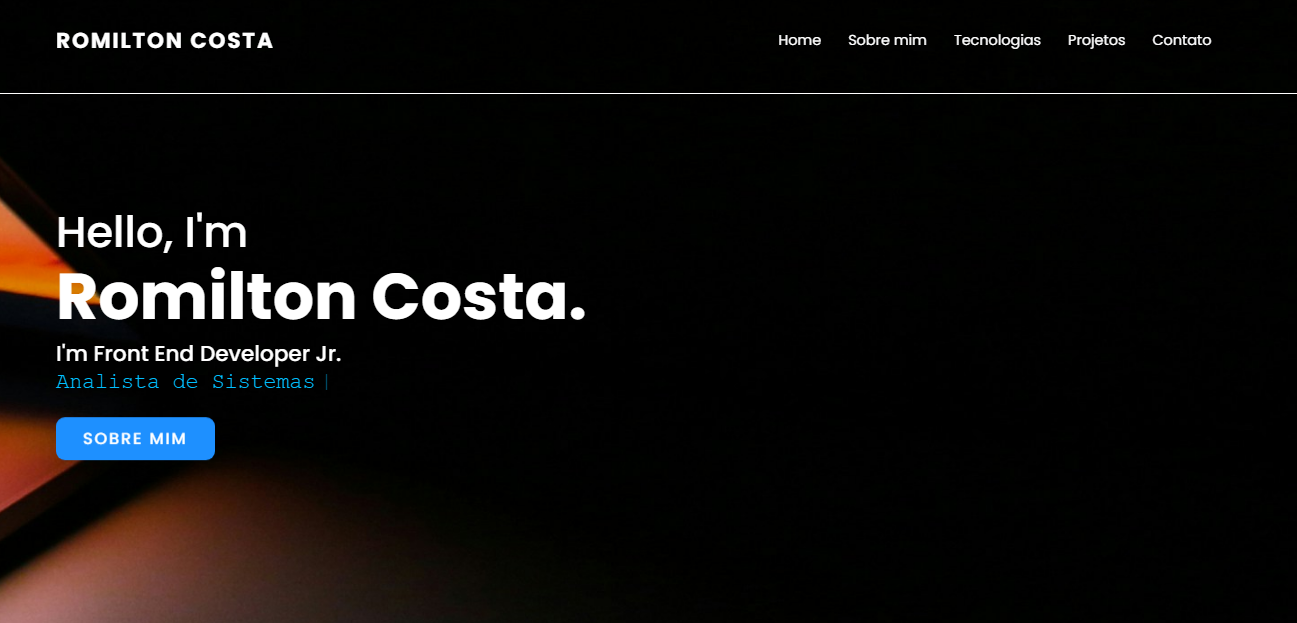 ROMILTON COSTA
Home Sobre mim Tecnologias Projetos Contato
Hello, I'm
Romilton Costa.
I'm Front End Developer Jr.
Analista de Sistemas
SOBRE MIM